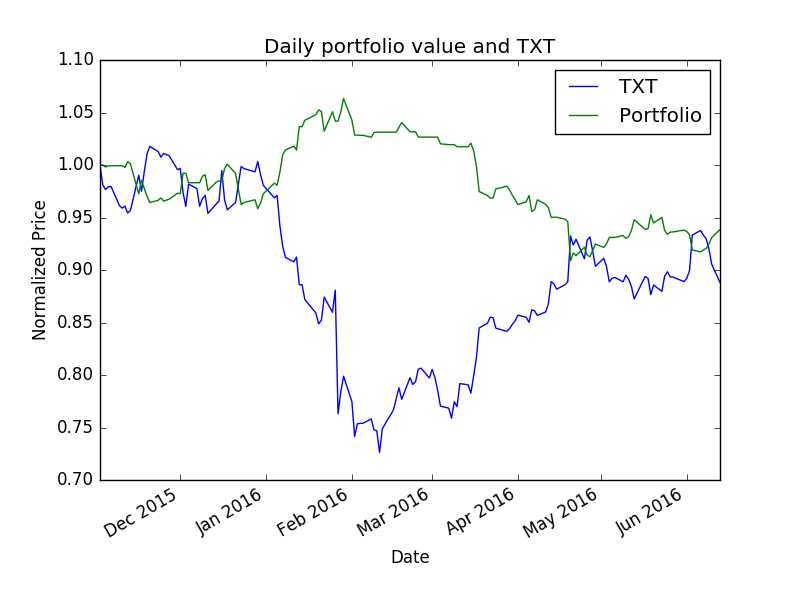 Daily portfolio value and TXT
1.10
1.05
1.00
0.95
0.90
0.85
0.80
0.75
0.70
Normalized Price
TXT
Portfolio
Dec 2015
Jan 2016
Feb 2016
Mar 2016
Apr 2016
May 2016
Jun 2016
Date